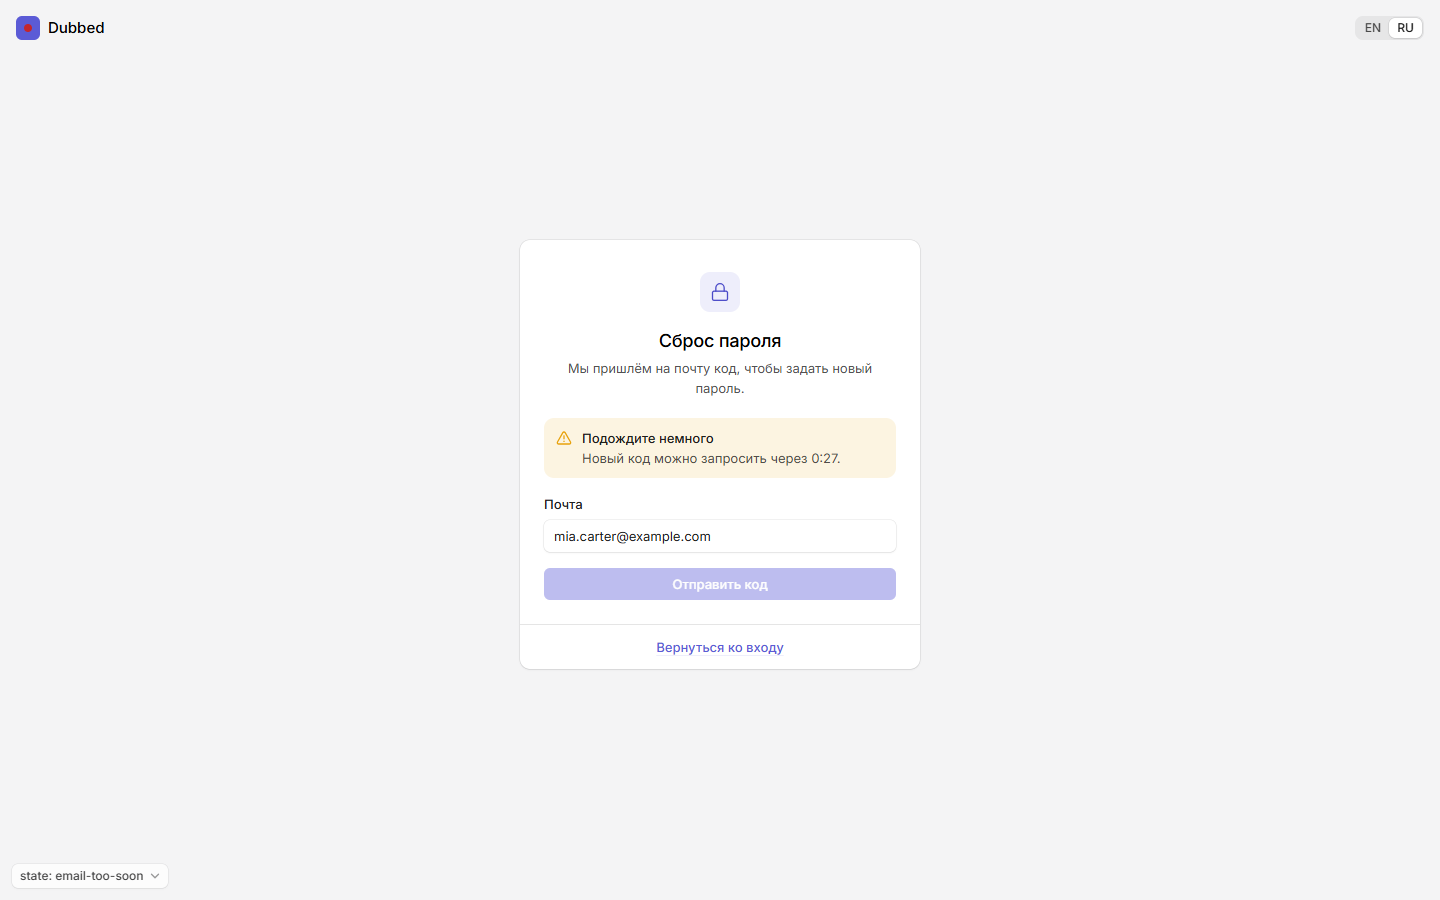 Dubbed
EN RU
Сброс пароля
Мы пришлём на почту код, чтобы задать новый
пароль.
Подождите немного
Новый код можно запросить через 0:27.
Почта
mia.carter@example.com
Отправить код
Вернуться ко входу
state: email-too-soon